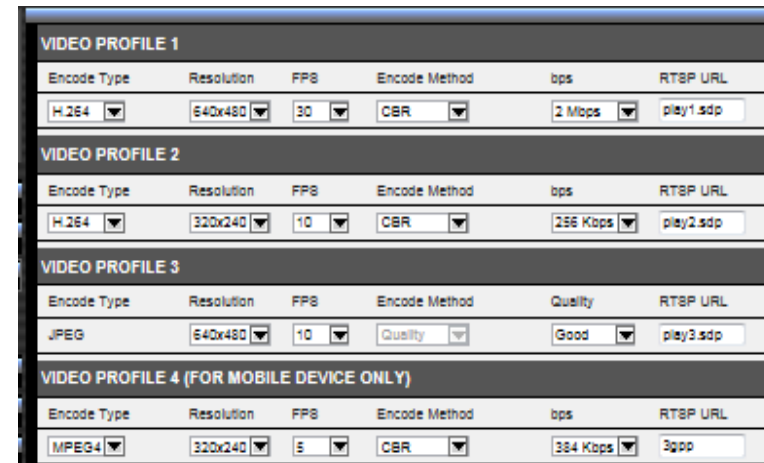 VIDEO PROFILE 1
Encode Type Resolution FPS Encode Method bps RTSP URL
H.264 640x480 30 CBR 2 Mbps play1.sdp
VIDEO PROFILE 2
Encode Type Resolution FPS Encode Method bps RTSP URL
H.264 320x240 10 CBR 256 Kbps play2.sdp
VIDEO PROFILE 3
Encode Type Resolution FPS Encode Method Quality RTSP URL
JPEG 640x480 10 Quality Good play3.sdp
VIDEO PROFILE 4 (FOR MOBILE DEVICE ONLY)
Encode Type Resolution FPS Encode Method bps RTSP URL
MPEG4 320x240 5 CBR 384 Kbps 3gpp